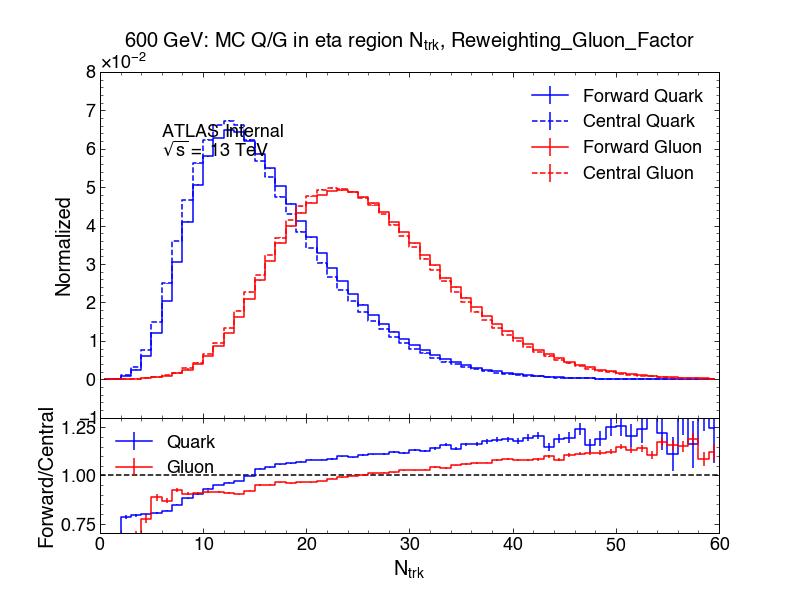 600 GeV: MC Q/G in eta region N_trk, Reweighting_Gluon_Factor
×10⁻²
8
7
6
5
4
3
2
1
0
−1
Normalized
ATLAS Internal
√s = 13 TeV
Forward Quark
Central Quark
Forward Gluon
Central Gluon
Forward/Central
1.25
1.00
0.75
Quark
Gluon
0 10 20 30 40 50 60
N_trk